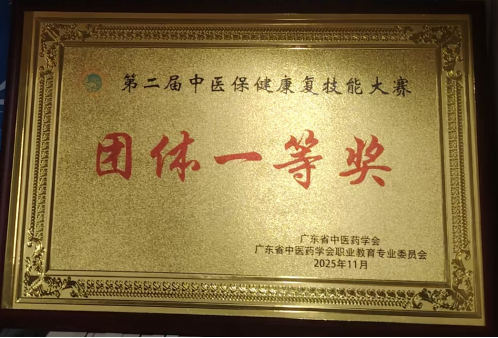 第二届中医保健康复技能大赛
团体一等奖
广东省中医药学会
广东省中医药学会职业教育专业委员会
2025年11月